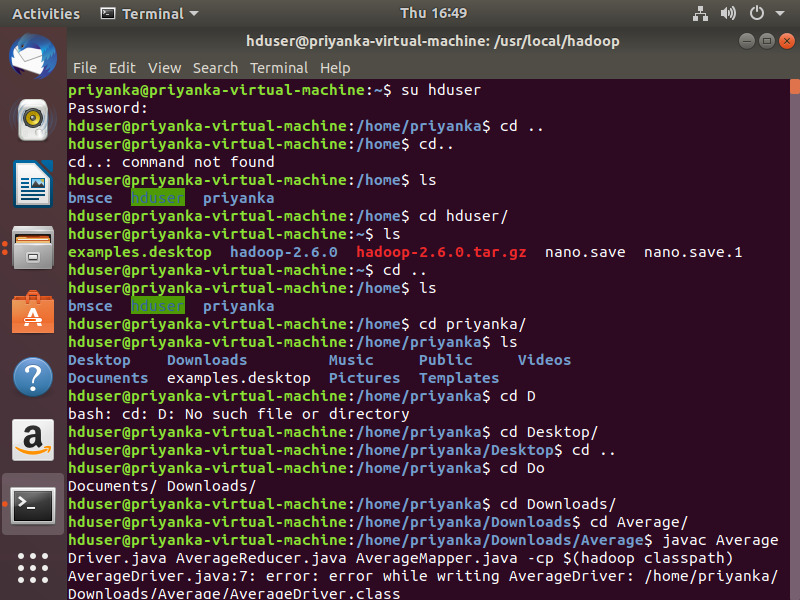 Activities Terminal Thu 16:49
hduser@priyanka-virtual-machine: /usr/local/hadoop
File Edit View Search Terminal Help
priyanka@priyanka-virtual-machine:~$ su hduser
Password:
hduser@priyanka-virtual-machine:/home/priyanka$ cd ..
hduser@priyanka-virtual-machine:/home$ cd..
cd..: command not found
hduser@priyanka-virtual-machine:/home$ ls
bmsce hduser priyanka
hduser@priyanka-virtual-machine:/home$ cd hduser/
hduser@priyanka-virtual-machine:~$ ls
examples.desktop hadoop-2.6.0 hadoop-2.6.0.tar.gz nano.save nano.save.1
hduser@priyanka-virtual-machine:~$ cd ..
hduser@priyanka-virtual-machine:/home$ ls
bmsce hduser priyanka
hduser@priyanka-virtual-machine:/home$ cd priyanka/
hduser@priyanka-virtual-machine:/home/priyanka$ ls
Desktop Downloads Music Public Videos
Documents examples.desktop Pictures Templates
hduser@priyanka-virtual-machine:/home/priyanka$ cd D
bash: cd: D: No such file or directory
hduser@priyanka-virtual-machine:/home/priyanka$ cd Desktop/
hduser@priyanka-virtual-machine:/home/priyanka/Desktop$ cd ..
hduser@priyanka-virtual-machine:/home/priyanka$ cd Do
Documents/ Downloads/
hduser@priyanka-virtual-machine:/home/priyanka$ cd Downloads/
hduser@priyanka-virtual-machine:/home/priyanka/Downloads$ cd Average/
hduser@priyanka-virtual-machine:/home/priyanka/Downloads/Average$ javac Average
Driver.java AverageReducer.java AverageMapper.java -cp $(hadoop classpath)
AverageDriver.java:7: error: error while writing AverageDriver: /home/priyanka/
Downloads/Average/AverageDriver.class